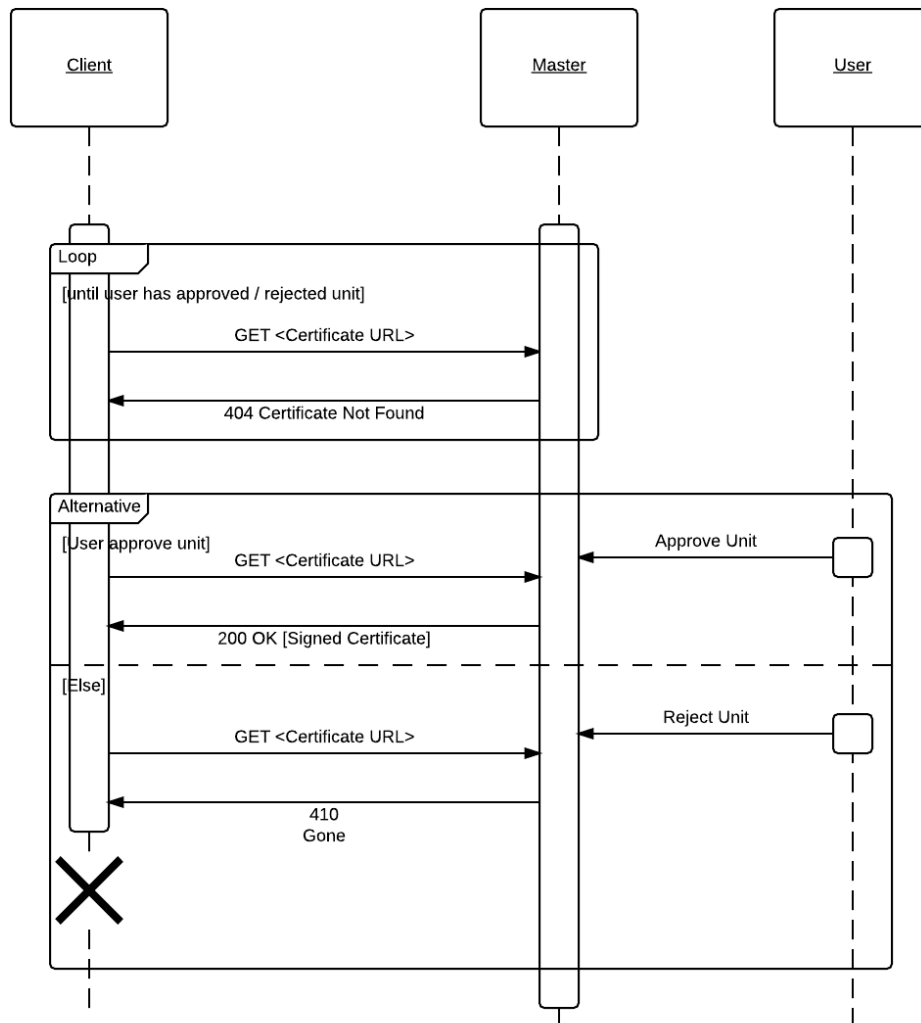 Client
Master
User
Loop
[until user has approved / rejected unit]
GET <Certificate URL>
404 Certificate Not Found
Alternative
[User approve unit]
Approve Unit
GET <Certificate URL>
200 OK [Signed Certificate]
[Else]
Reject Unit
GET <Certificate URL>
410
Gone